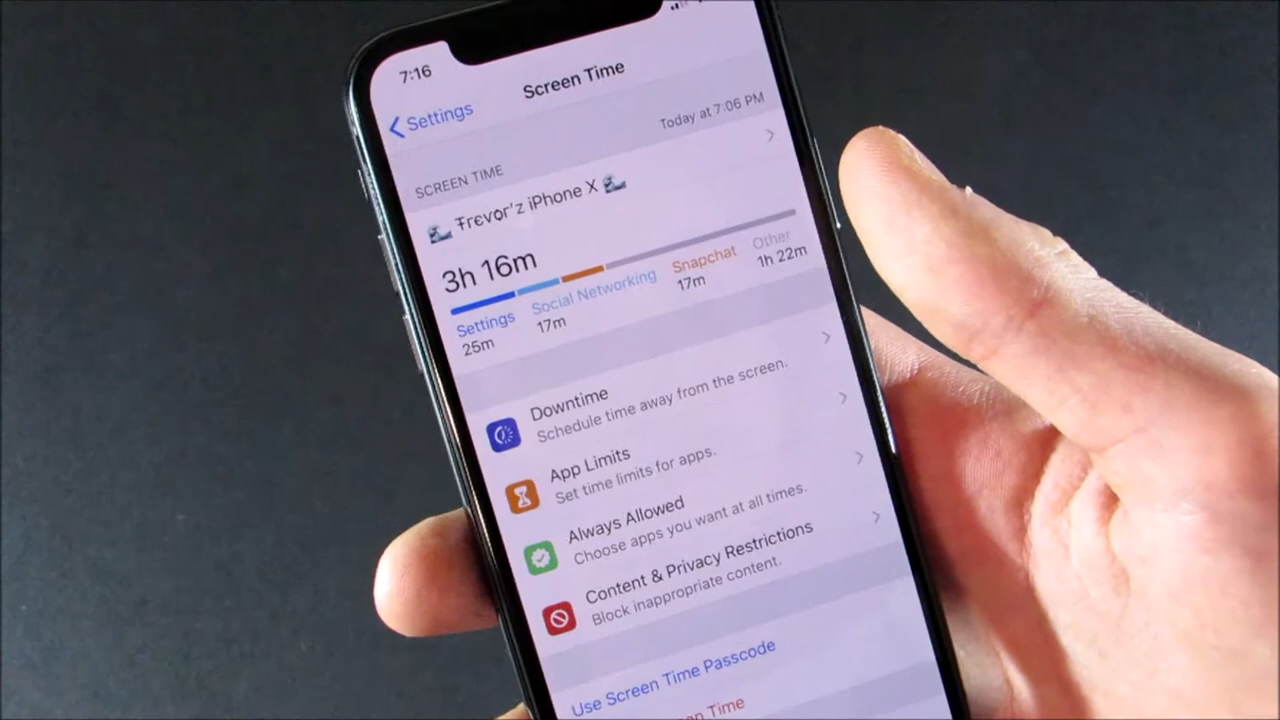 7:16
Settings
Screen Time
Today at 7:06 PM
SCREEN TIME
🌊 Ŧrєvợr'z iPhone X 🌊
3h 16m
Settings
25m
Social Networking
17m
Snapchat
17m
Other
1h 22m
Downtime
Schedule time away from the screen.
App Limits
Set time limits for apps.
Always Allowed
Choose apps you want at all times.
Content & Privacy Restrictions
Block inappropriate content.
Use Screen Time Passcode
Time